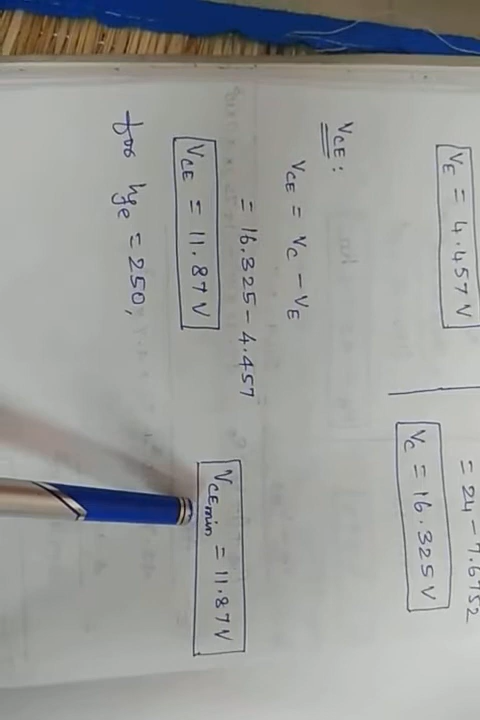 V_E = 4.457 V
= 24 - 7.6752
V_C = 16.325 V
V_CE :
V_CE = V_C - V_E
= 16.325 - 4.457
V_CE = 11.87 V
V_CEmin = 11.87 V
for hfe = 250,